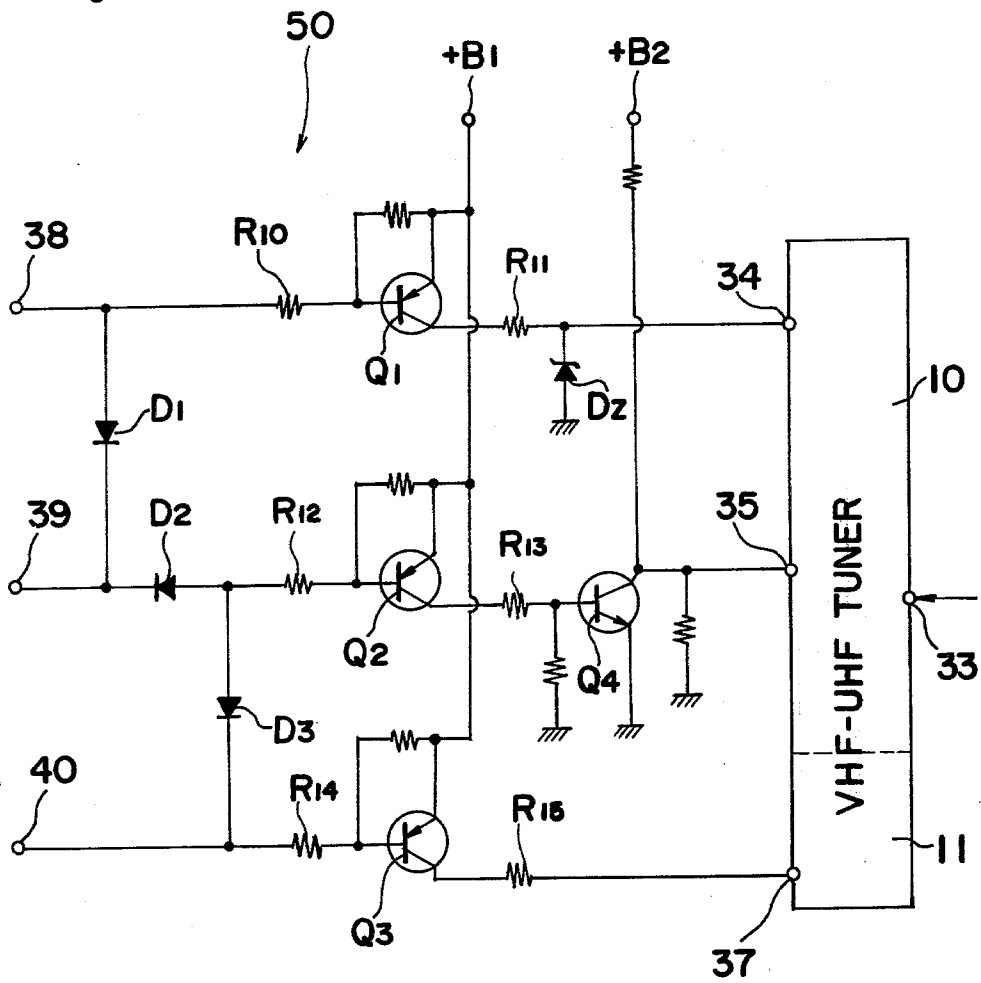 50
+B1
+B2
38
R10
R11
34
Q1
10
D1
DZ
39
D2
R12
R13
35
VHF-UHF TUNER
Q2
Q4
33
D3
40
R14
R15
11
Q3
37